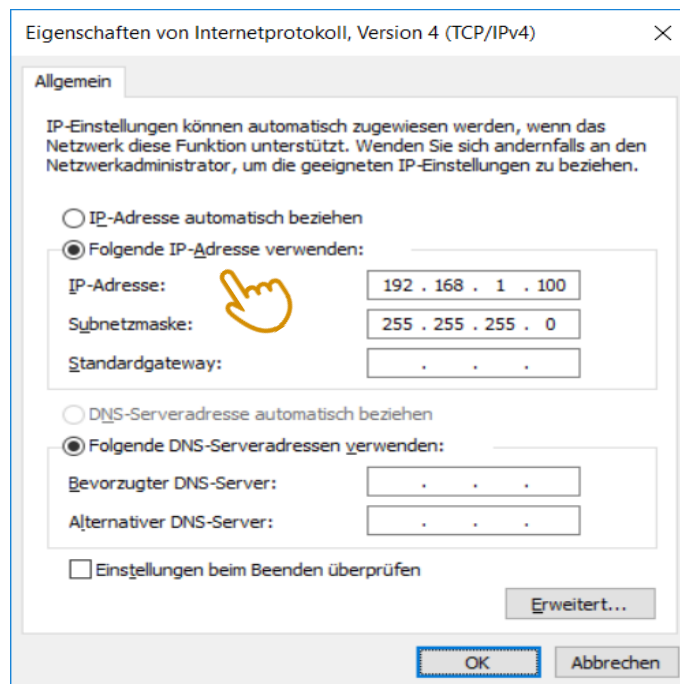 Eigenschaften von Internetprotokoll, Version 4 (TCP/IPv4)
Allgemein
IP-Einstellungen können automatisch zugewiesen werden, wenn das
Netzwerk diese Funktion unterstützt. Wenden Sie sich andernfalls an den
Netzwerkadministrator, um die geeigneten IP-Einstellungen zu beziehen.
IP-Adresse automatisch beziehen
Folgende IP-Adresse verwenden:
IP-Adresse: 192 . 168 . 1 . 100
Subnetzmaske: 255 . 255 . 255 . 0
Standardgateway: . . .
DNS-Serveradresse automatisch beziehen
Folgende DNS-Serveradressen verwenden:
Bevorzugter DNS-Server: . . .
Alternativer DNS-Server: . . .
Einstellungen beim Beenden überprüfen
Erweitert...
OK Abbrechen